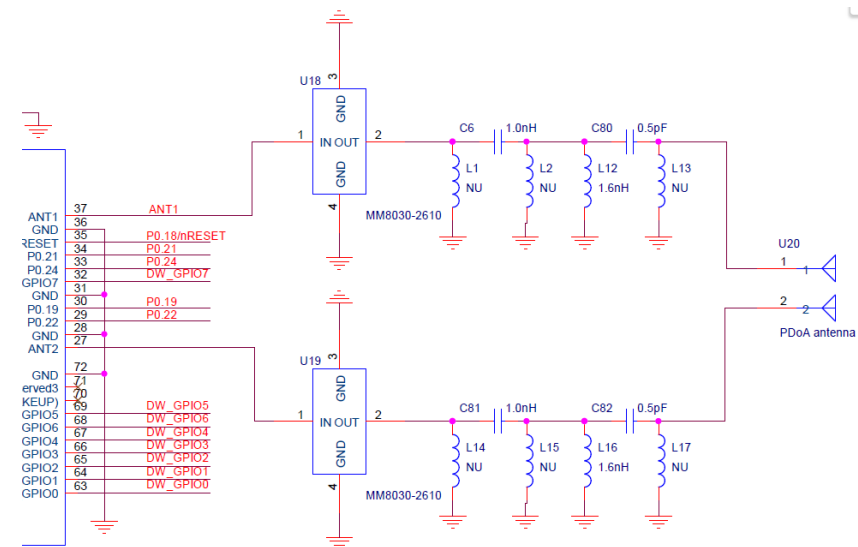 3
U18
GND
C6
1.0nH
C80
0.5pF
1
IN OUT
2
GND
L1
NU
L2
NU
L12
1.6nH
L13
NU
4
MM8030-2610
ANT1
37
ANT1
GND
36
RESET
35
P0.18/nRESET
P0.21
34
P0.21
P0.24
33
P0.24
GPIO7
32
DW_GPIO7
GND
31
P0.19
30
P0.19
P0.22
29
P0.22
GND
28
ANT2
27
U20
1
1
2
2
PDoA antenna
3
U19
GND
C81
1.0nH
C82
0.5pF
1
IN OUT
2
GND
L14
NU
L15
NU
L16
1.6nH
L17
NU
4
MM8030-2610
GND
72
erved3
71
KEUP)
70
GPIO5
69
DW_GPIO5
GPIO6
68
DW_GPIO6
GPIO4
67
DW_GPIO4
GPIO3
66
DW_GPIO3
GPIO2
65
DW_GPIO2
GPIO1
64
DW_GPIO1
GPIO0
63
DW_GPIO0